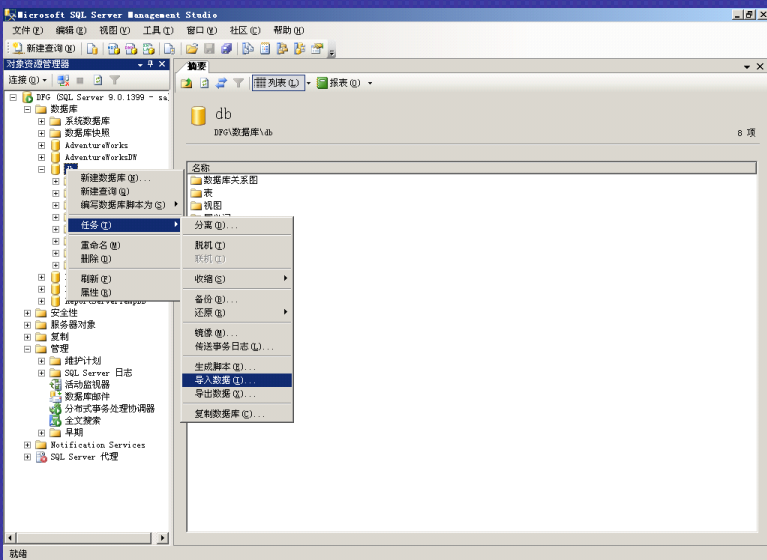 Microsoft SQL Server Management Studio
文件(F) 编辑(E) 视图(V) 工具(T) 窗口(W) 社区(C) 帮助(H)
新建查询(N)
对象资源管理器
连接(O)
DFG (SQL Server 9.0.1399 - sa
数据库
系统数据库
数据库快照
AdventureWorks
AdventureWorksDW
安全性
服务器对象
复制
管理
维护计划
SQL Server 日志
活动监视器
数据库邮件
分布式事务处理协调器
全文搜索
早期
Notification Services
SQL Server 代理
新建数据库(N)...
新建查询(Q)
编写数据库脚本为(S)
任务(T)
重命名(M)
删除(D)
刷新(F)
属性(R)
分离(D)...
脱机(T)
联机(I)
收缩(S)
备份(B)...
还原(R)
镜像(M)...
传送事务日志(L)...
生成脚本(E)...
导入数据(I)...
导出数据(X)...
复制数据库(C)...
摘要
列表(L) 报表(O)
db
DFG\数据库\db
8 项
名称
数据库关系图
表
视图
就绪